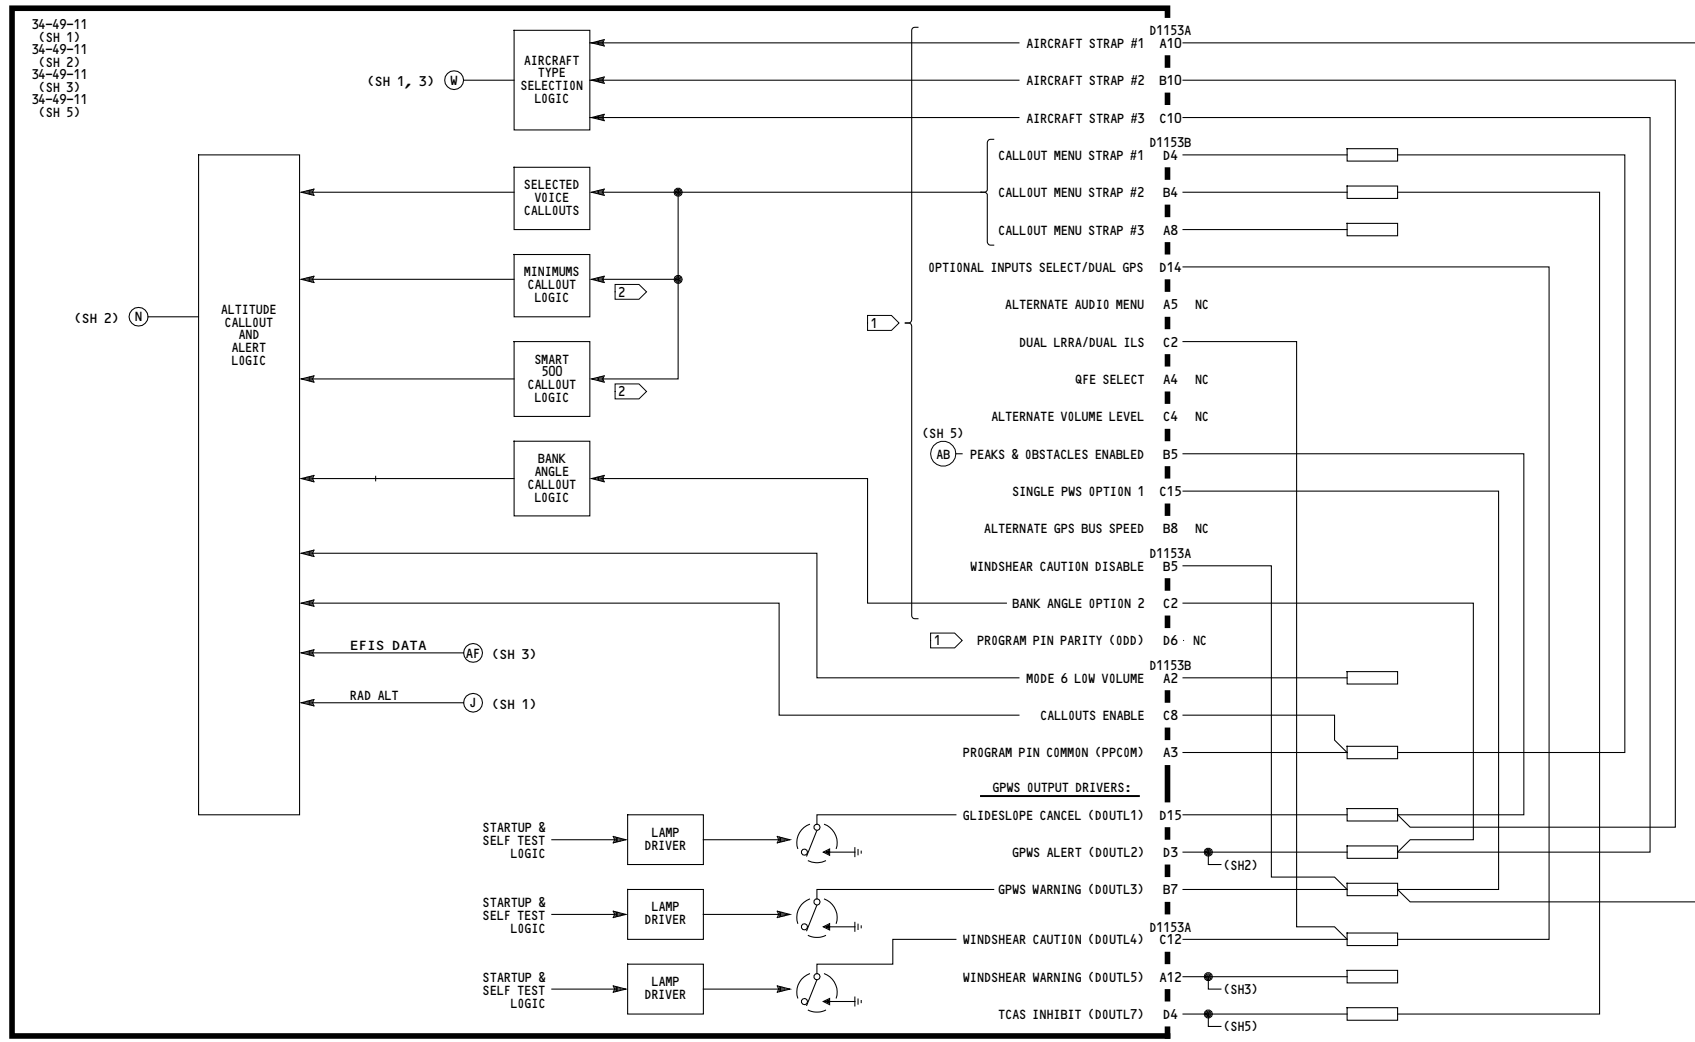 34-49-11
(SH 1)
34-49-11
(SH 2)
34-49-11
(SH 3)
34-49-11
(SH 5)
(SH 1, 3) W
AIRCRAFT
TYPE
SELECTION
LOGIC
D1153A
AIRCRAFT STRAP #1 A10
AIRCRAFT STRAP #2 B10
AIRCRAFT STRAP #3 C10
D1153B
CALLOUT MENU STRAP #1 D4
CALLOUT MENU STRAP #2 B4
CALLOUT MENU STRAP #3 A8
SELECTED
VOICE
CALLOUTS
MINIMUMS
CALLOUT
LOGIC
2
SMART
500
CALLOUT
LOGIC
2
BANK
ANGLE
CALLOUT
LOGIC
(SH 2) N
ALTITUDE
CALLOUT
AND
ALERT
LOGIC
1
OPTIONAL INPUTS SELECT/DUAL GPS D14
ALTERNATE AUDIO MENU A5 NC
DUAL LRRA/DUAL ILS C2
QFE SELECT A4 NC
ALTERNATE VOLUME LEVEL C4 NC
(SH 5)
AB PEAKS & OBSTACLES ENABLED B5
SINGLE PWS OPTION 1 C15
ALTERNATE GPS BUS SPEED B8 NC
D1153A
WINDSHEAR CAUTION DISABLE B5
BANK ANGLE OPTION 2 C2
1 PROGRAM PIN PARITY (ODD) D6 NC
D1153B
MODE 6 LOW VOLUME A2
CALLOUTS ENABLE C8
PROGRAM PIN COMMON (PPCOM) A3
EFIS DATA AF (SH 3)
RAD ALT J (SH 1)
GPWS OUTPUT DRIVERS:
GLIDESLOPE CANCEL (DOUTL1) D15
GPWS ALERT (DOUTL2) D3
(SH2)
GPWS WARNING (DOUTL3) B7
D1153A
WINDSHEAR CAUTION (DOUTL4) C12
WINDSHEAR WARNING (DOUTL5) A12
(SH3)
TCAS INHIBIT (DOUTL7) D4
(SH5)
STARTUP &
SELF TEST
LOGIC
LAMP
DRIVER
STARTUP &
SELF TEST
LOGIC
LAMP
DRIVER
STARTUP &
SELF TEST
LOGIC
LAMP
DRIVER